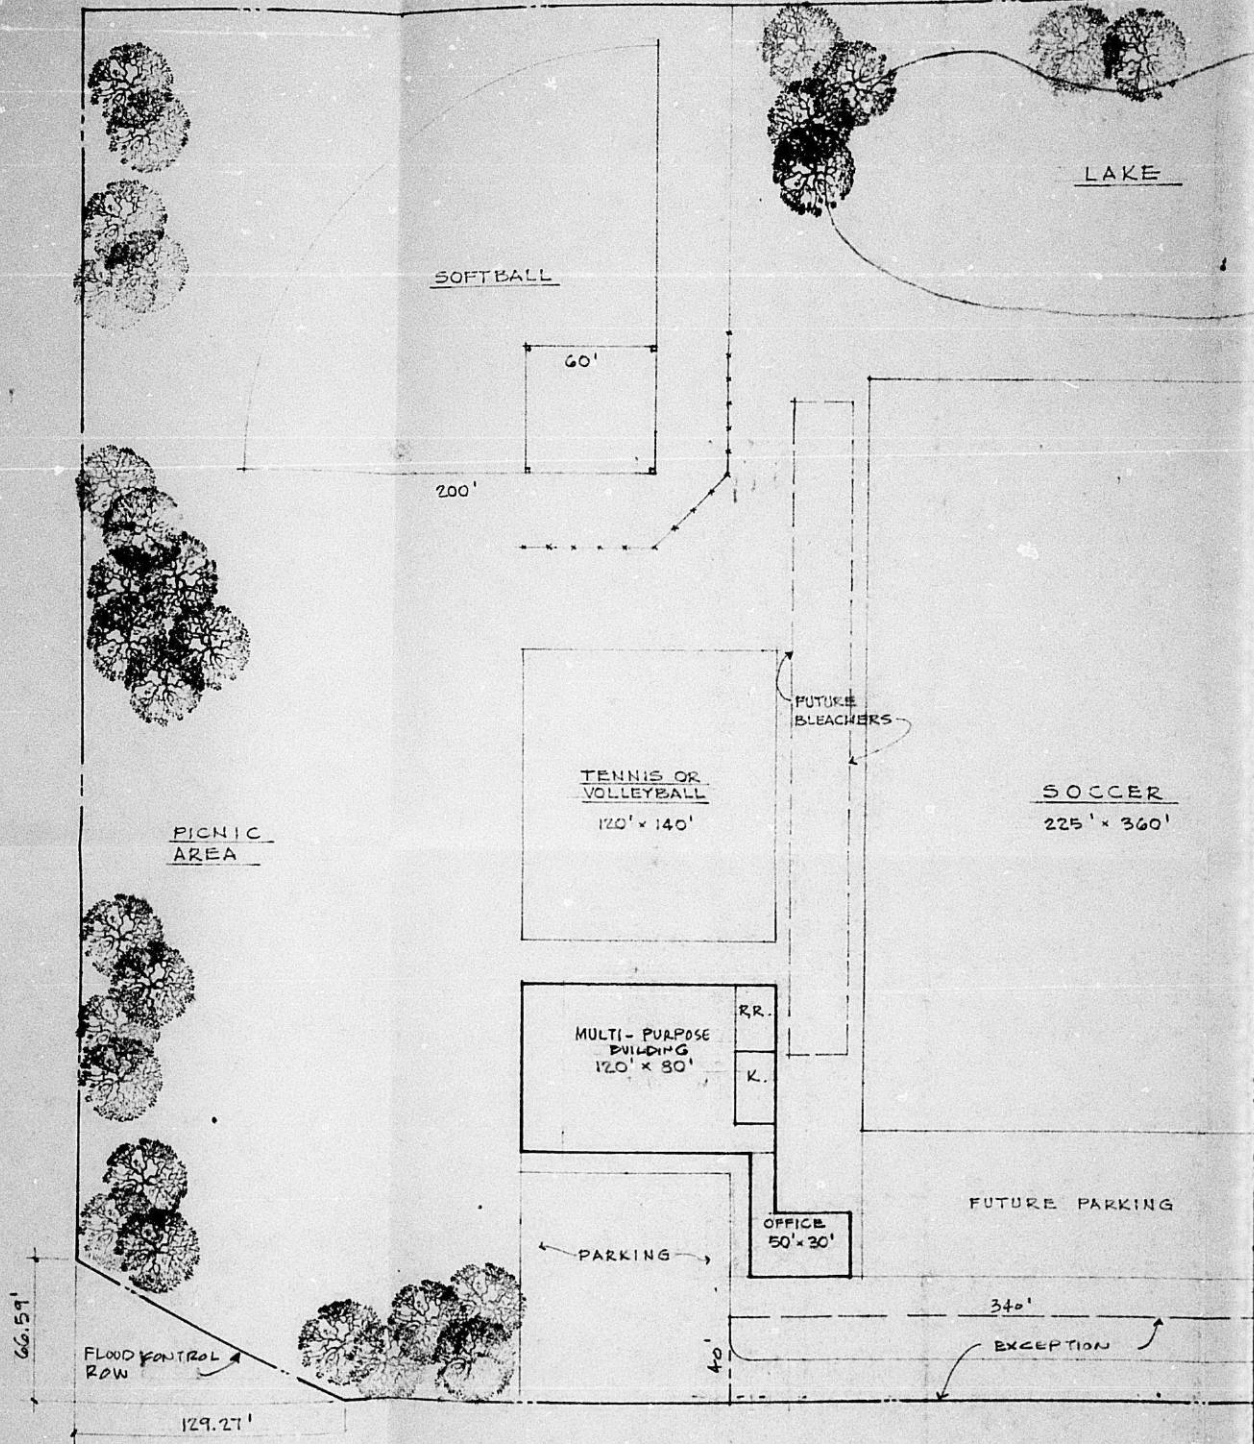 LAKE
SOFTBALL
60'
200'
FUTURE
BLEACHERS
TENNIS OR
VOLLEYBALL
120' x 140'
SOCCER
225' x 360'
PICNIC
AREA
MULTI-PURPOSE
BUILDING
120' x 80'
R.R.
K.
OFFICE
50' x 30'
FUTURE PARKING
PARKING
340'
EXCEPTION
40'
66.59'
FLOOD CONTROL
ROW
129.27'